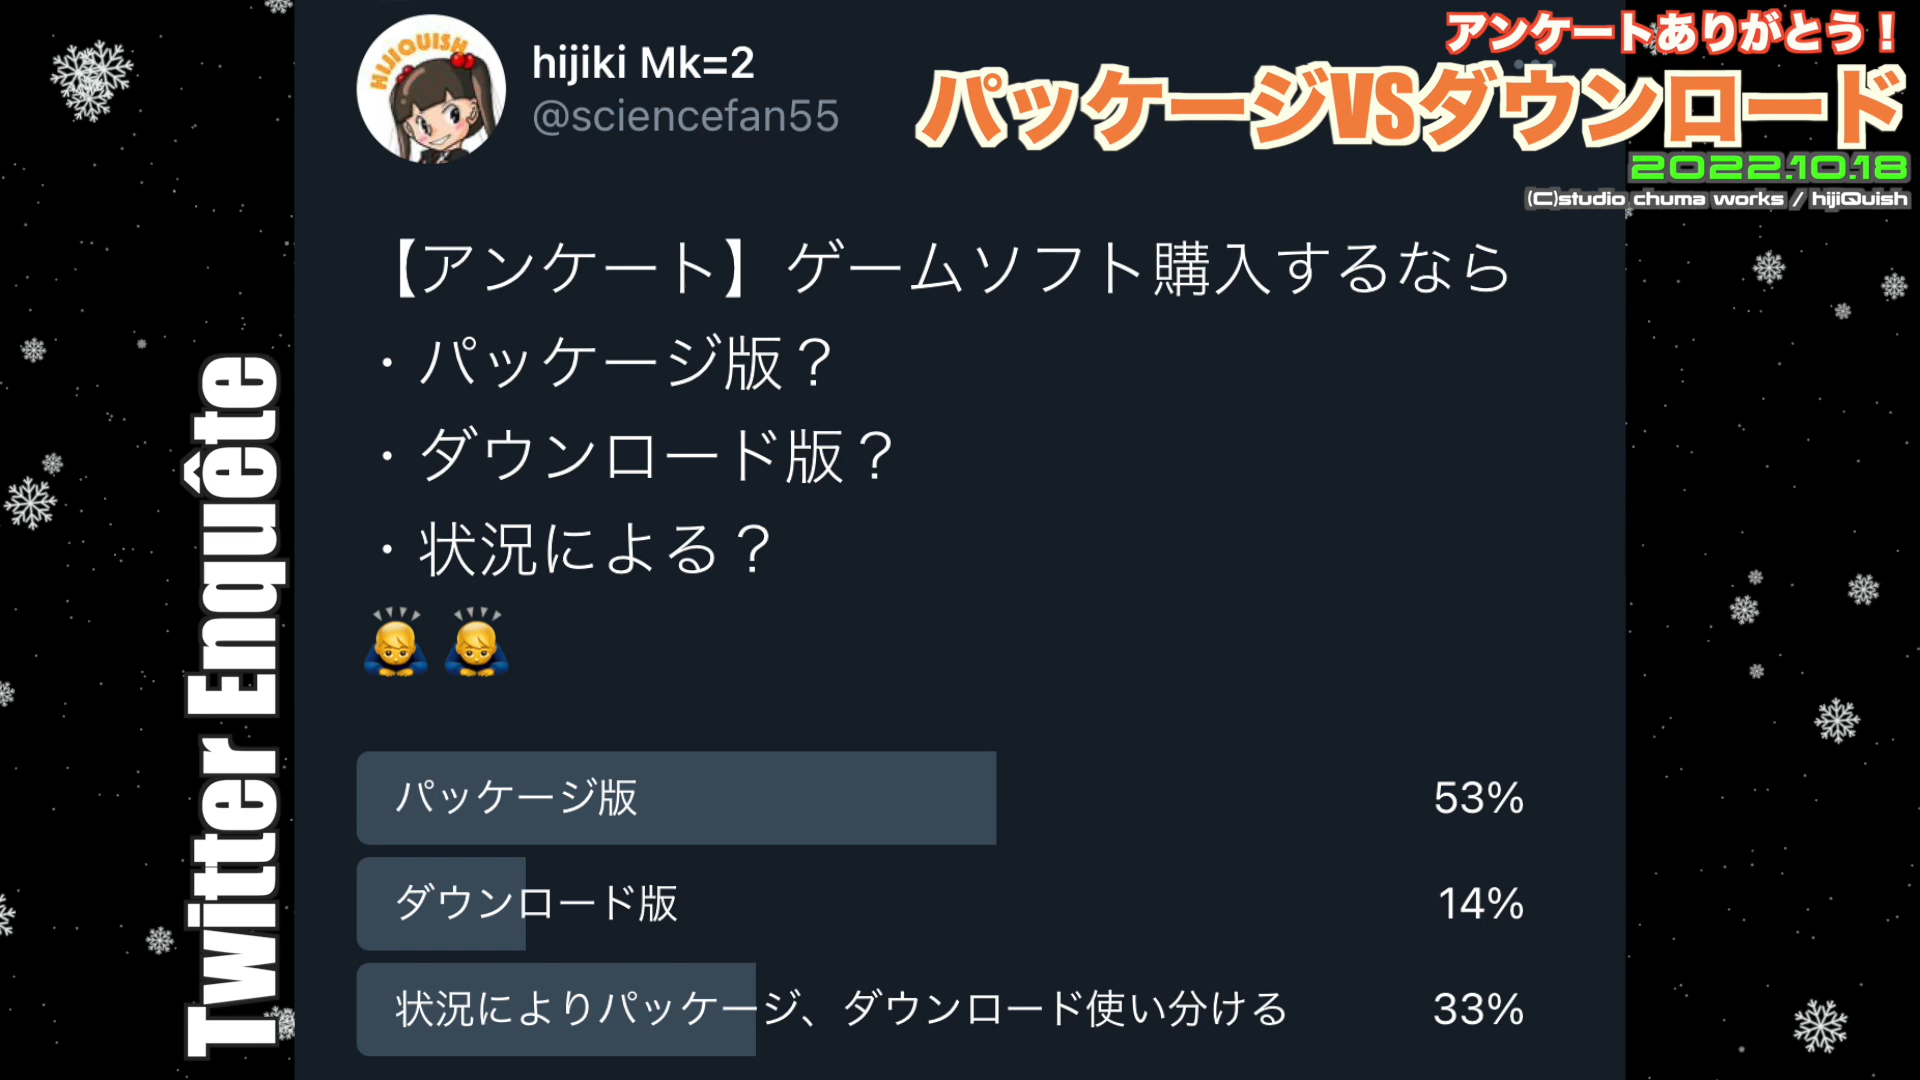 アンケートありがとう！
パッケージVSダウンロード
2022.10.18
(C)studio chuma works / hijiQuish
HIJIQUISH
hijiki Mk=2
@sciencefan55
【アンケート】ゲームソフト購入するなら
・パッケージ版？
・ダウンロード版？
・状況による？
🙇 🙇
パッケージ版 53%
ダウンロード版 14%
状況によりパッケージ、ダウンロード使い分ける 33%
Twitter Enquête